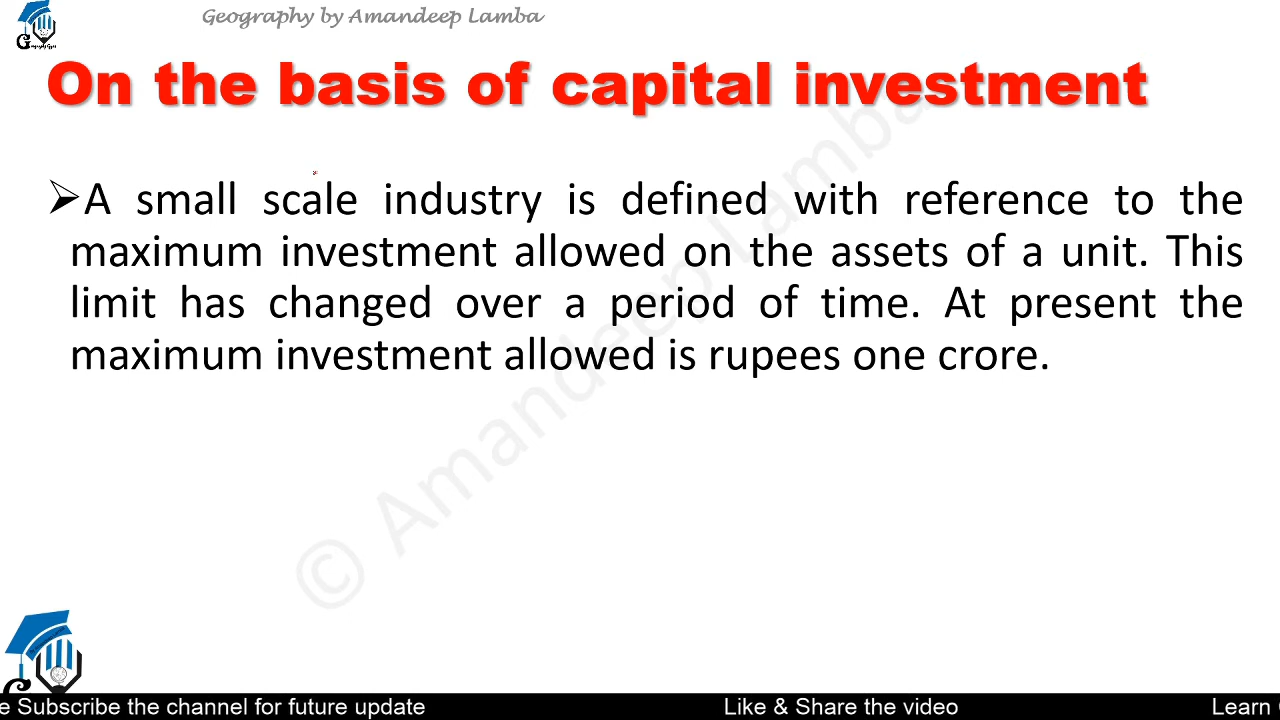 Geography by Amandeep Lamba
On the basis of capital investment
➢A small scale industry is defined with reference to the
maximum investment allowed on the assets of a unit. This
limit has changed over a period of time. At present the
maximum investment allowed is rupees one crore.
© Amandeep Lamba
e Subscribe the channel for future update Like & Share the video Learn